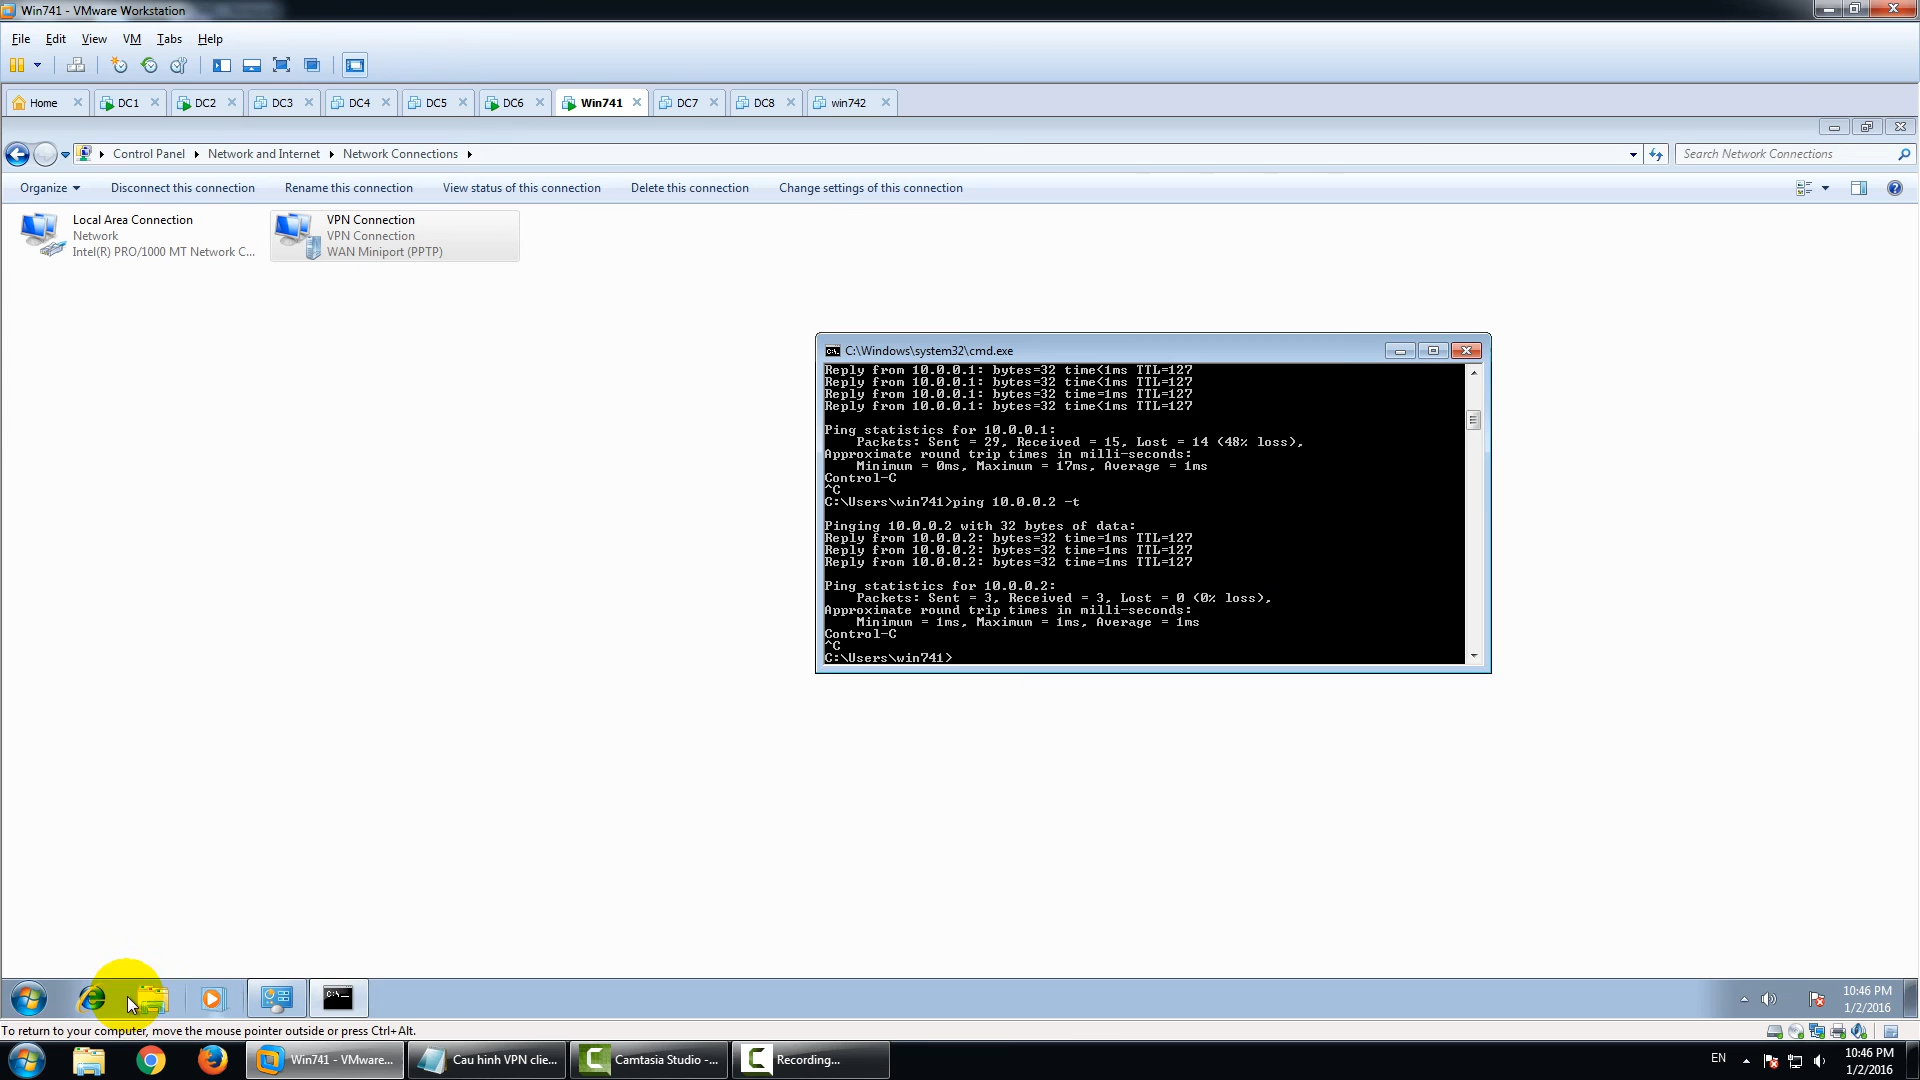 Win741 - VMware Workstation
File Edit View VM Tabs Help
Home DC1 DC2 DC3 DC4 DC5 DC6 Win741 DC7 DC8 win742
Control Panel Network and Internet Network Connections
Search Network Connections
Organize Disconnect this connection Rename this connection View status of this connection Delete this connection Change settings of this connection
Local Area Connection
Network
Intel(R) PRO/1000 MT Network C...
VPN Connection
VPN Connection
WAN Miniport (PPTP)
C:\Windows\system32\cmd.exe
Reply from 10.0.0.1: bytes=32 time<1ms TTL=127
Reply from 10.0.0.1: bytes=32 time<1ms TTL=127
Reply from 10.0.0.1: bytes=32 time=1ms TTL=127
Reply from 10.0.0.1: bytes=32 time<1ms TTL=127
Ping statistics for 10.0.0.1:
Packets: Sent = 29, Received = 15, Lost = 14 (48% loss),
Approximate round trip times in milli-seconds:
Minimum = 0ms, Maximum = 17ms, Average = 1ms
Control-C
^C
C:\Users\win741>ping 10.0.0.2 -t
Pinging 10.0.0.2 with 32 bytes of data:
Reply from 10.0.0.2: bytes=32 time=1ms TTL=127
Reply from 10.0.0.2: bytes=32 time=1ms TTL=127
Reply from 10.0.0.2: bytes=32 time=1ms TTL=127
Ping statistics for 10.0.0.2:
Packets: Sent = 3, Received = 3, Lost = 0 (0% loss),
Approximate round trip times in milli-seconds:
Minimum = 1ms, Maximum = 1ms, Average = 1ms
Control-C
^C
C:\Users\win741>
10:46 PM
1/2/2016
To return to your computer, move the mouse pointer outside or press Ctrl+Alt.
Win741 - VMware... Cau hinh VPN clie... Camtasia Studio -... Recording...
EN
10:46 PM
1/2/2016